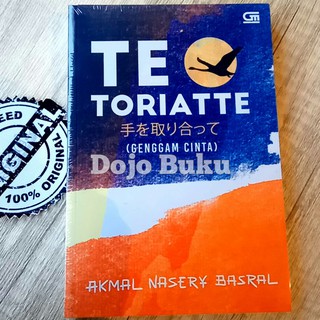 GM
TE
TORIATTE
手を取り合って
(GENGGAM CINTA)
Dojo Buku
AKMAL NASERY BASRAL
ORIGINAL
100% ORIGINAL